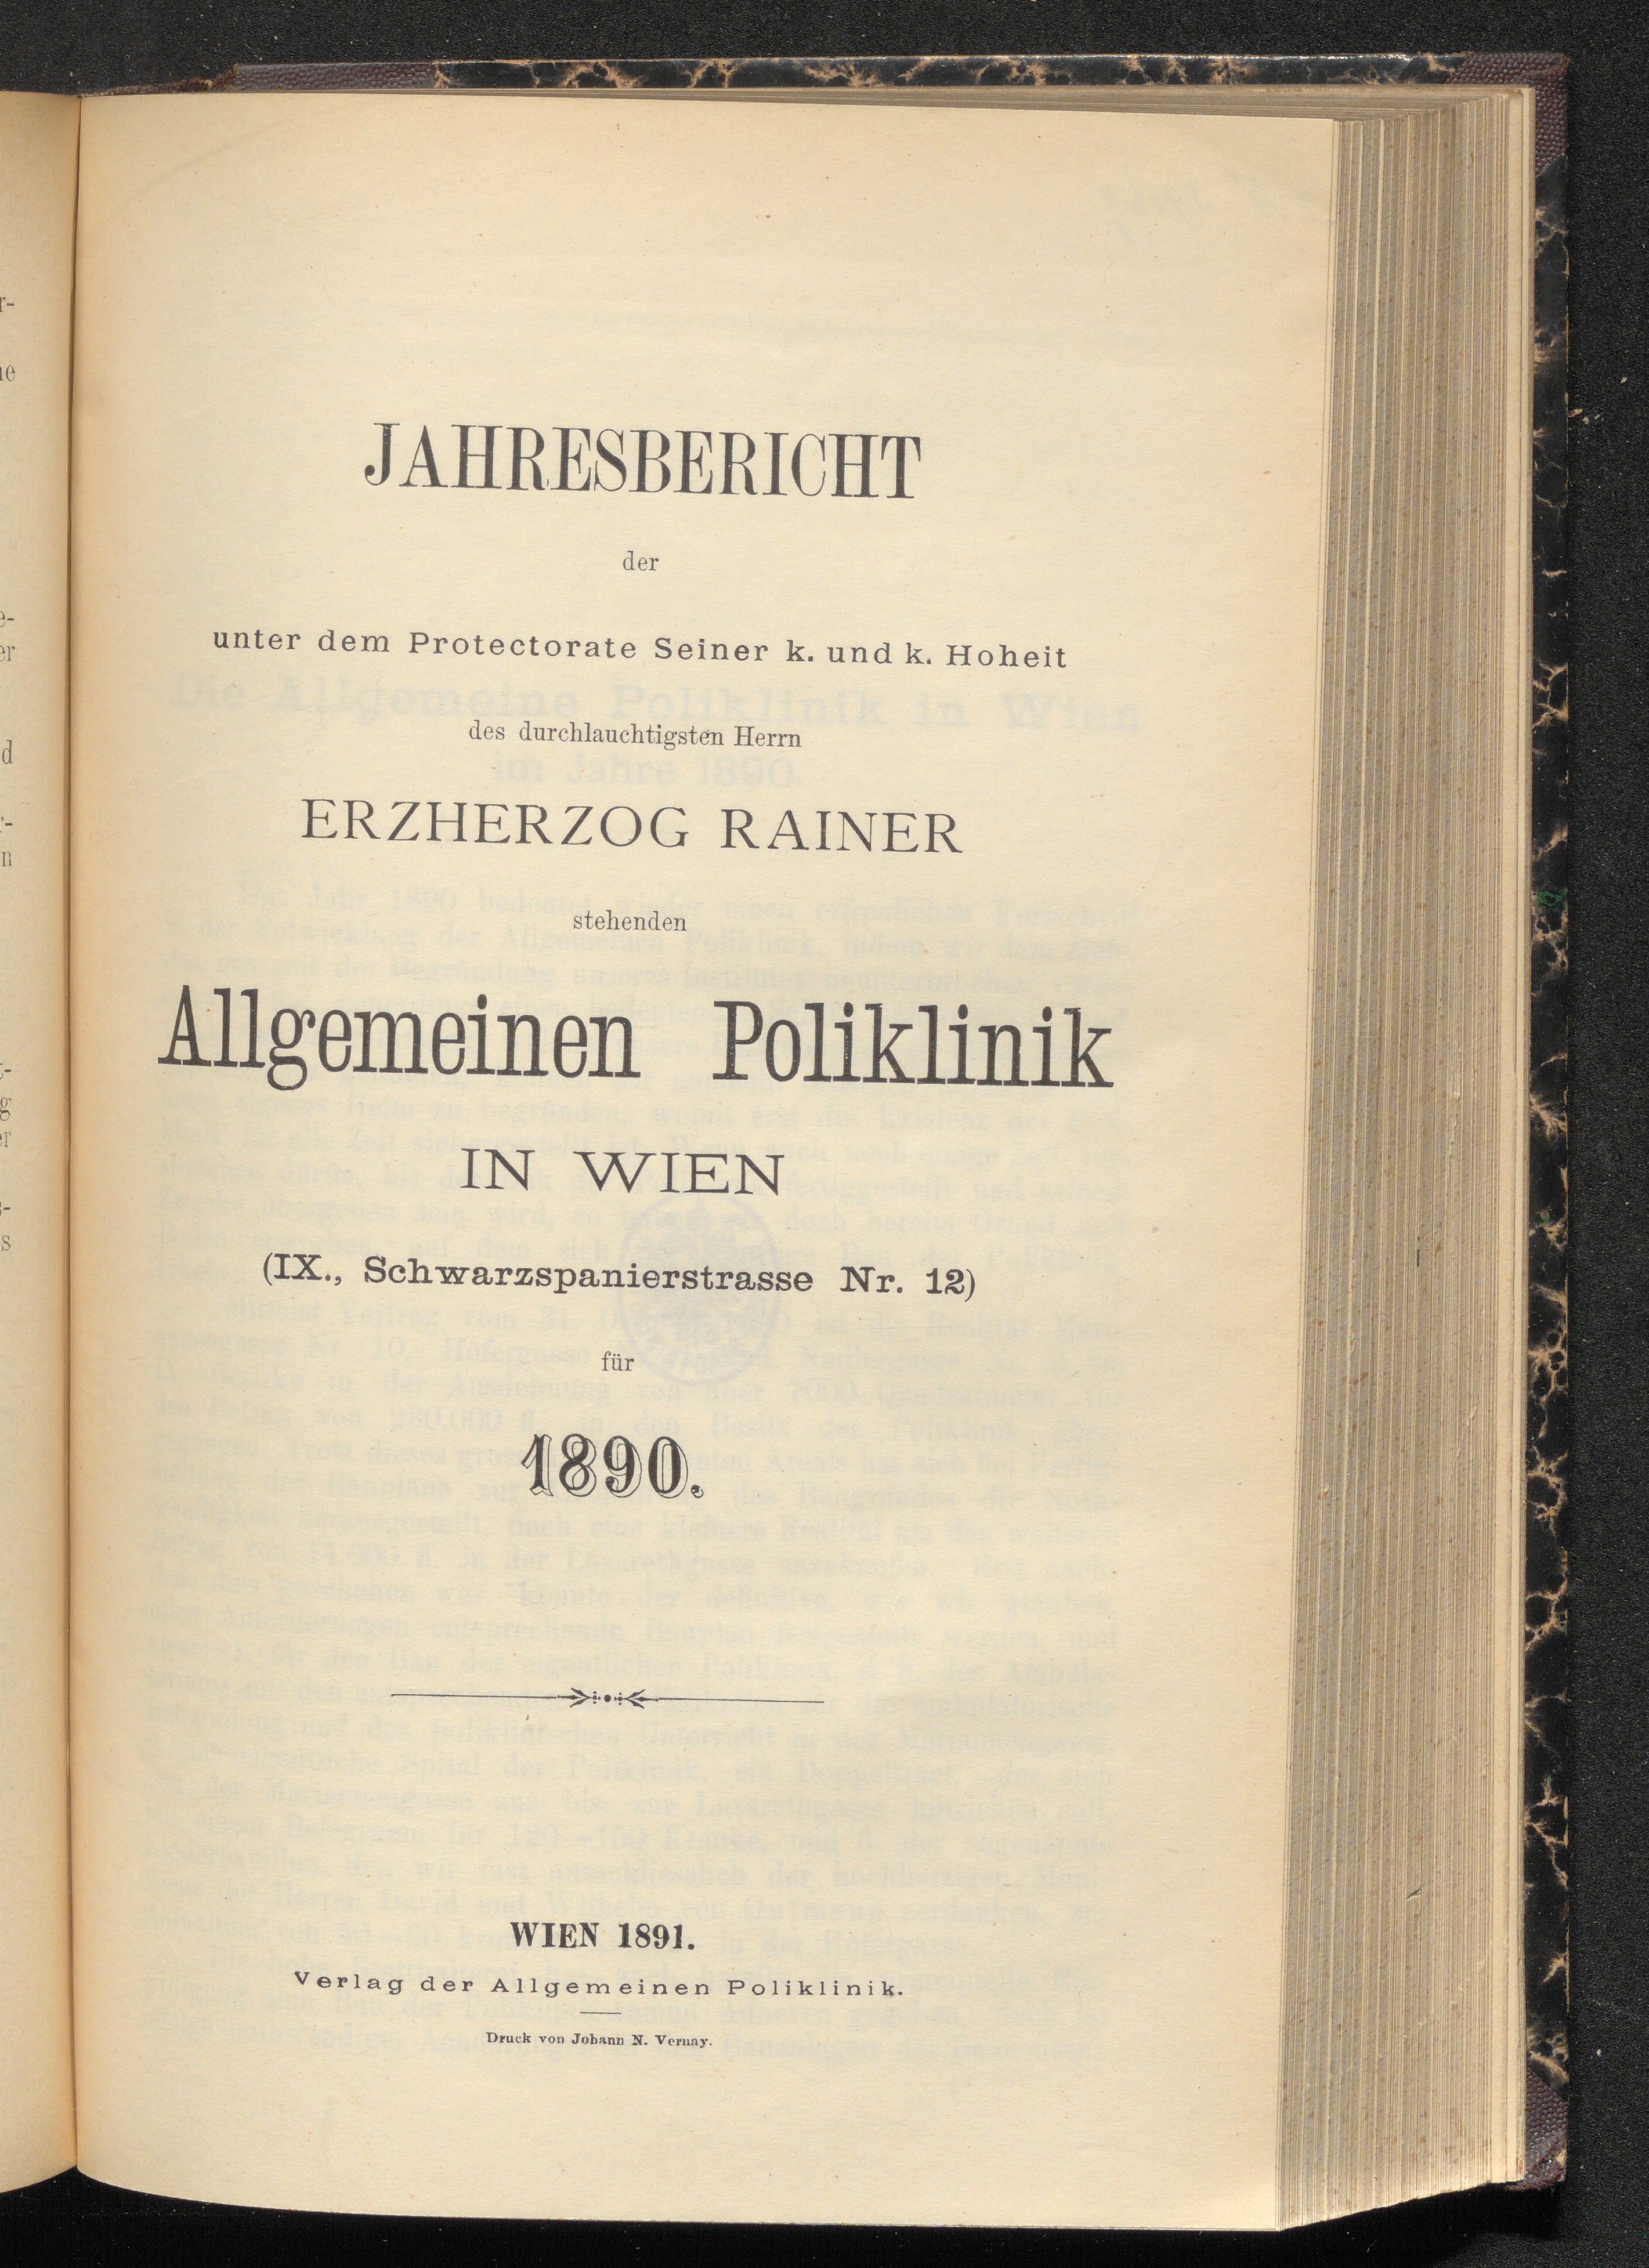 JAHRESBERICHT
der
unter dem Protectorate Seiner k. und k. Hoheit
des durchlauchtigsten Herrn
ERZHERZOG RAINER
stehenden
Allgemeinen Poliklinik
IN WIEN
(IX., Schwarzspanierstrasse Nr. 12)
für
1890.
WIEN 1891.
Verlag der Allgemeinen Poliklinik.
Druck von Johann N. Vernay.